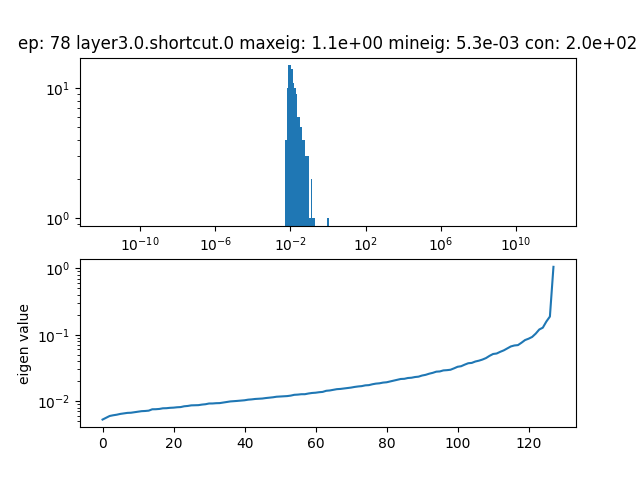 ep: 78 layer3.0.shortcut.0 maxeig: 1.1e+00 mineig: 5.3e-03 con: 2.0e+02
10¹
10⁰
10⁻¹⁰ 10⁻⁶ 10⁻² 10² 10⁶ 10¹⁰
10⁰
10⁻¹
10⁻²
eigen value
0 20 40 60 80 100 120